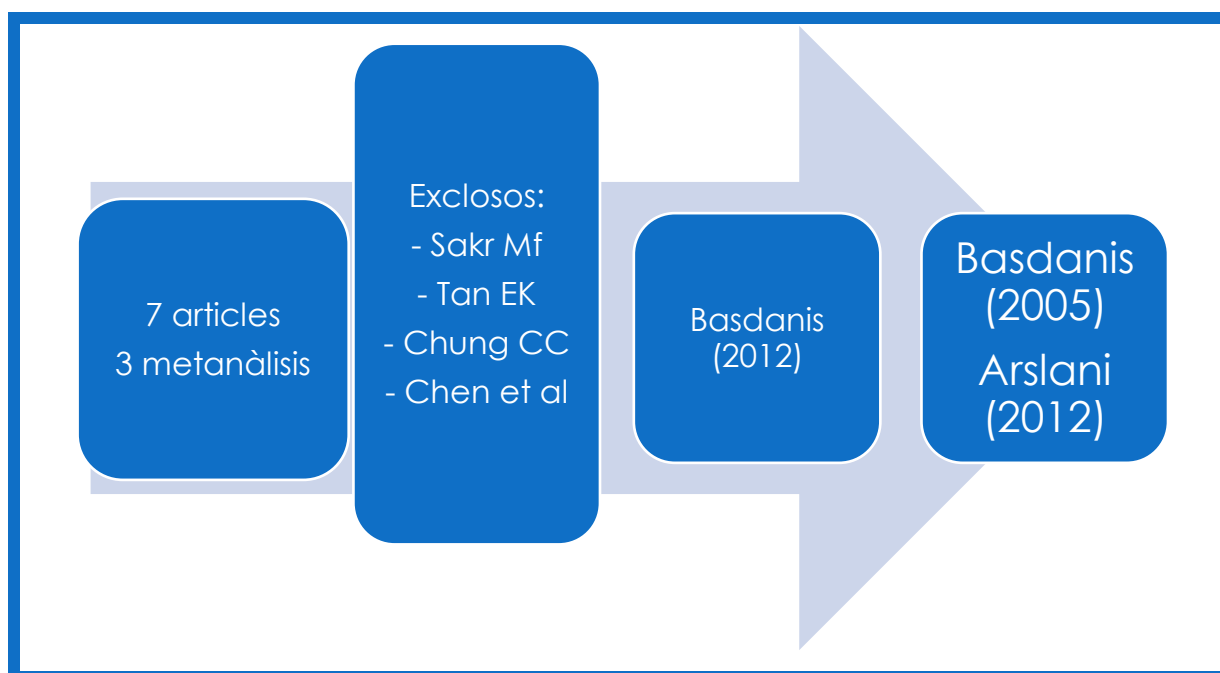 7 articles
3 metanàlisis
Exclosos:
- Sakr Mf
- Tan EK
- Chung CC
- Chen et al
Basdanis
(2012)
Basdanis
(2005)
Arslani
(2012)